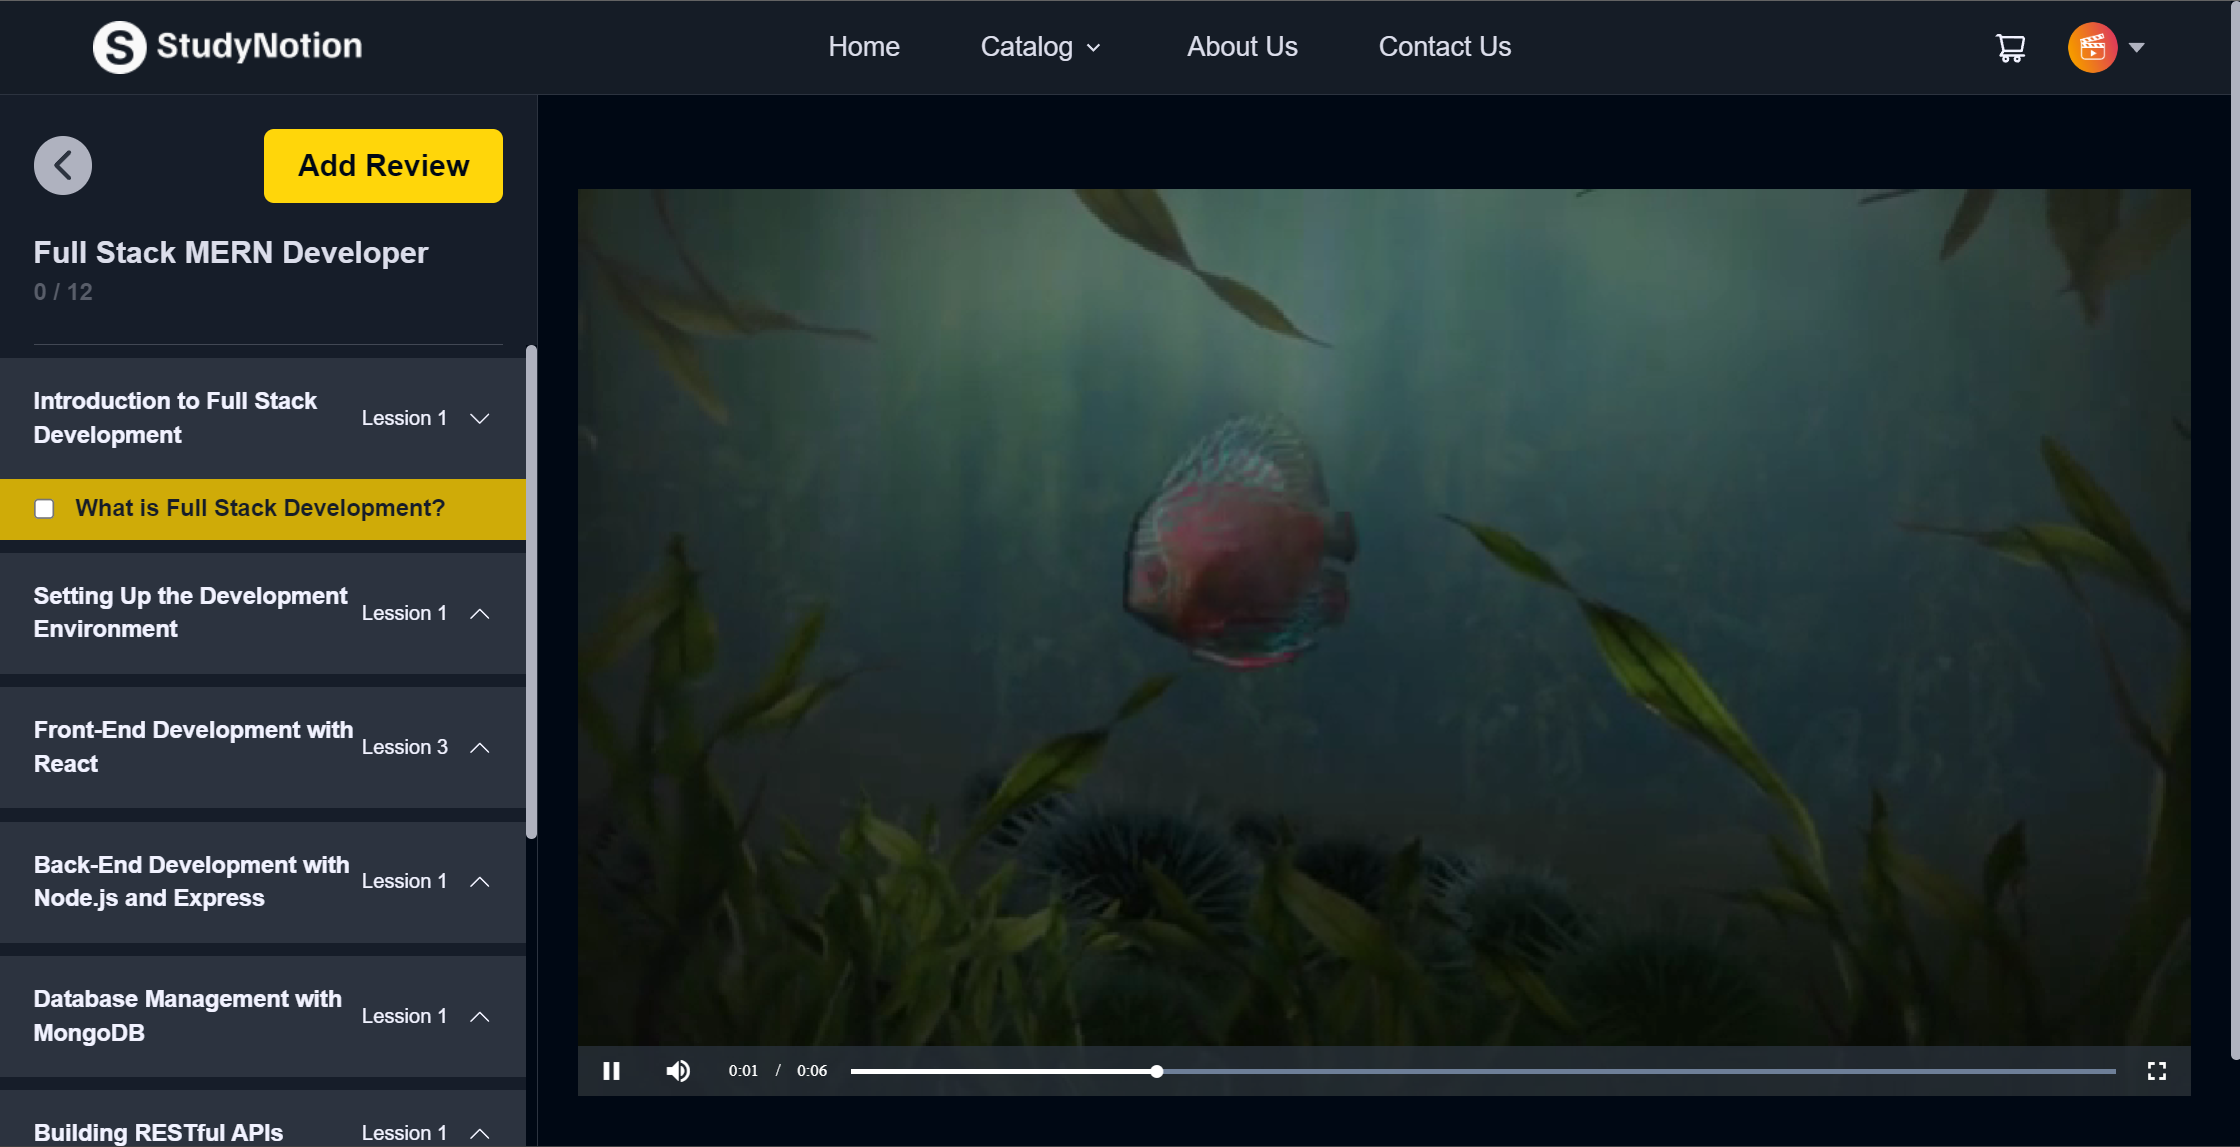 StudyNotion
Home
Catalog
About Us
Contact Us
Add Review
Full Stack MERN Developer
0 / 12
Introduction to Full Stack
Development
Lession 1
What is Full Stack Development?
Setting Up the Development
Environment
Lession 1
Front-End Development with
React
Lession 3
Back-End Development with
Node.js and Express
Lession 1
Database Management with
MongoDB
Lession 1
Building RESTful APIs
Lession 1
0:01 / 0:06